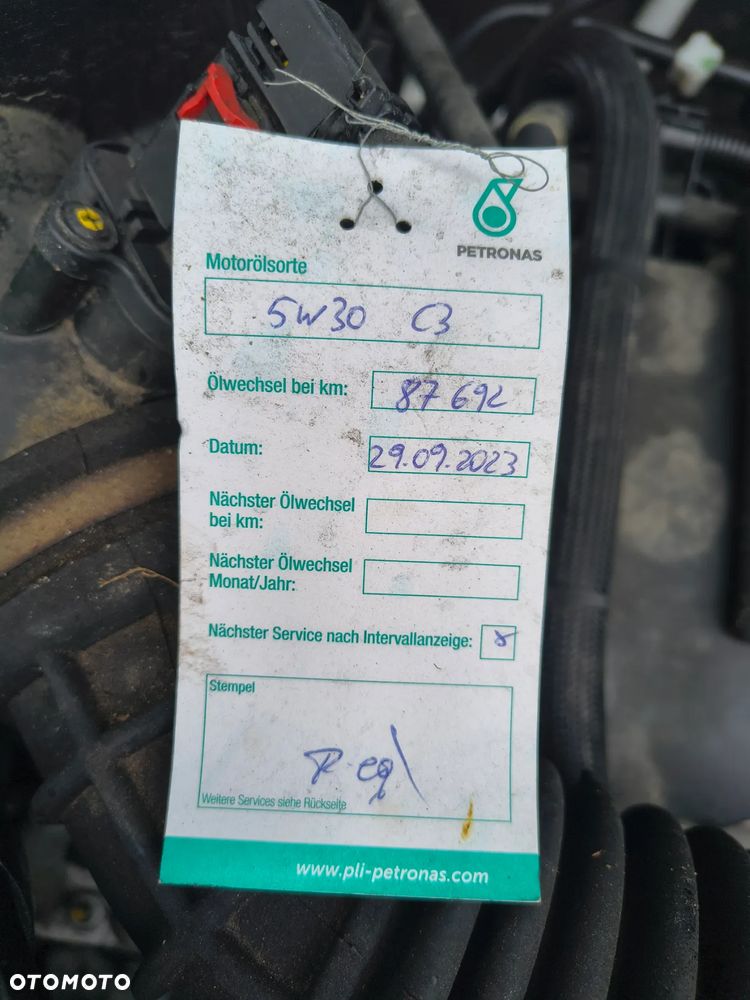 PETRONAS
Motorölsorte
5W30 C3
Ölwechsel bei km:
87 692
Datum:
29.09.2023
Nächster Ölwechsel
bei km:
Nächster Ölwechsel
Monat/Jahr:
Nächster Service nach Intervallanzeige:
Stempel
Weitere Services siehe Rückseite
www.pli-petronas.com
OTOMOTO